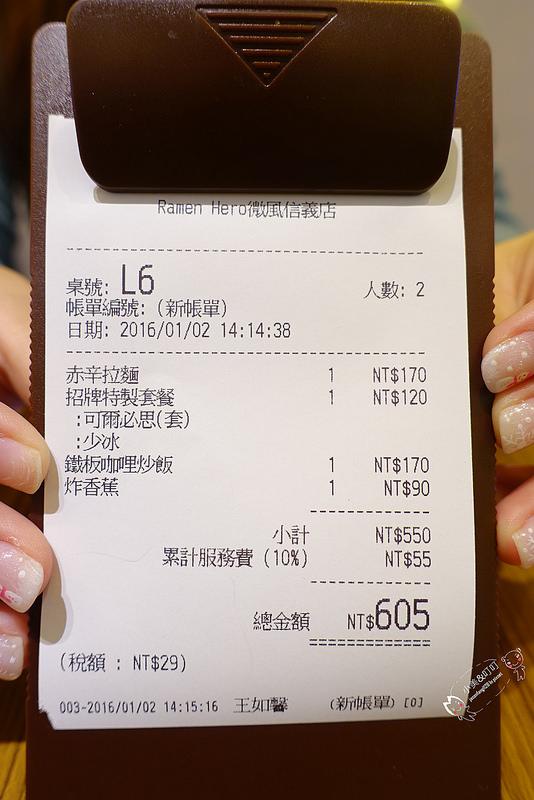 Ramen Hero微風信義店
桌號: L6 人數: 2
帳單編號: (新帳單)
日期: 2016/01/02 14:14:38
赤辛拉麵 1 NT$170
招牌特製套餐 1 NT$120
:可爾必思(套)
:少冰
鐵板咖哩炒飯 1 NT$170
炸香蕉 1 NT$90
小計 NT$550
累計服務費 (10%) NT$55
總金額 NT$605
(稅額 : NT$29)
003-2016/01/02 14:15:16 王如馨 (新帳單) [0]